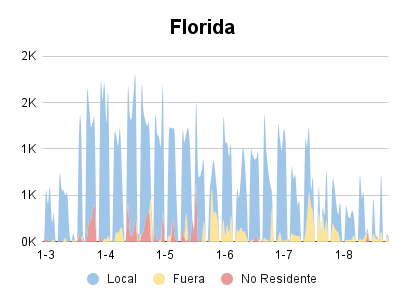 Florida
2K
2K
1K
1K
0K
1-3 1-4 1-5 1-6 1-7 1-8
Local Fuera No Residente